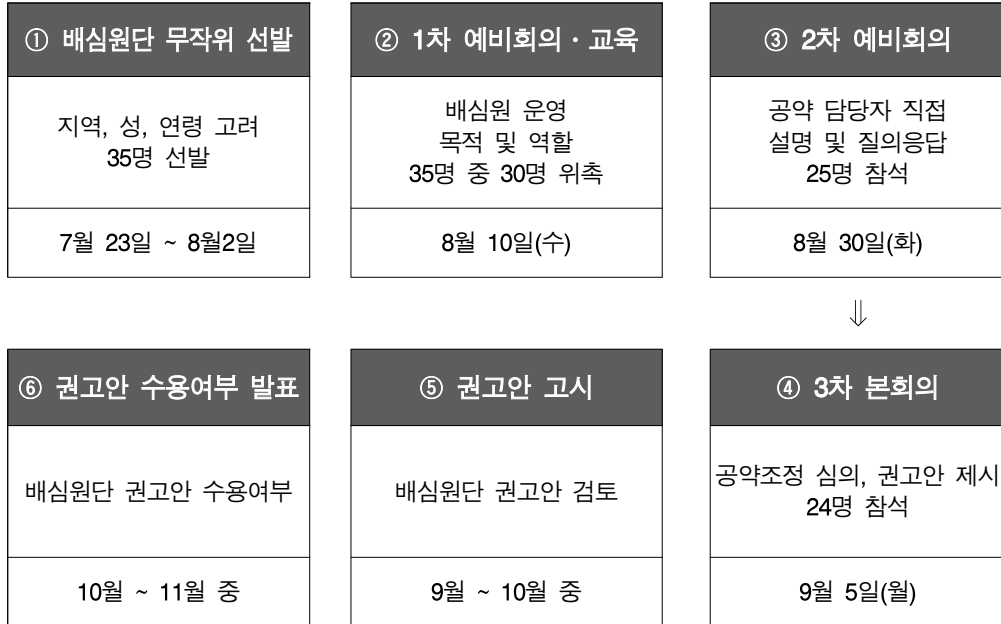 ① 배심원단 무작위 선발
지역, 성, 연령 고려
35명 선발
7월 23일 ~ 8월2일
② 1차 예비회의・교육
배심원 운영
목적 및 역할
35명 중 30명 위촉
8월 10일(수)
③ 2차 예비회의
공약 담당자 직접
설명 및 질의응답
25명 참석
8월 30일(화)
⇓
④ 3차 본회의
공약조정 심의, 권고안 제시
24명 참석
9월 5일(월)
⑤ 권고안 고시
배심원단 권고안 검토
9월 ~ 10월 중
⑥ 권고안 수용여부 발표
배심원단 권고안 수용여부
10월 ~ 11월 중